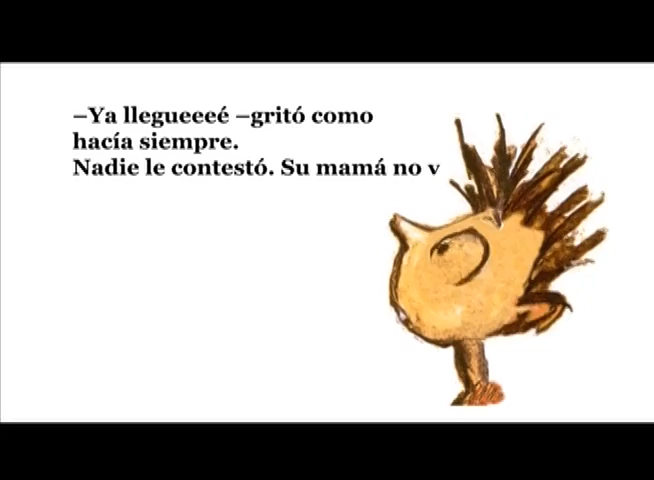 –Ya llegueeeé –gritó como
hacía siempre.
Nadie le contestó. Su mamá no v